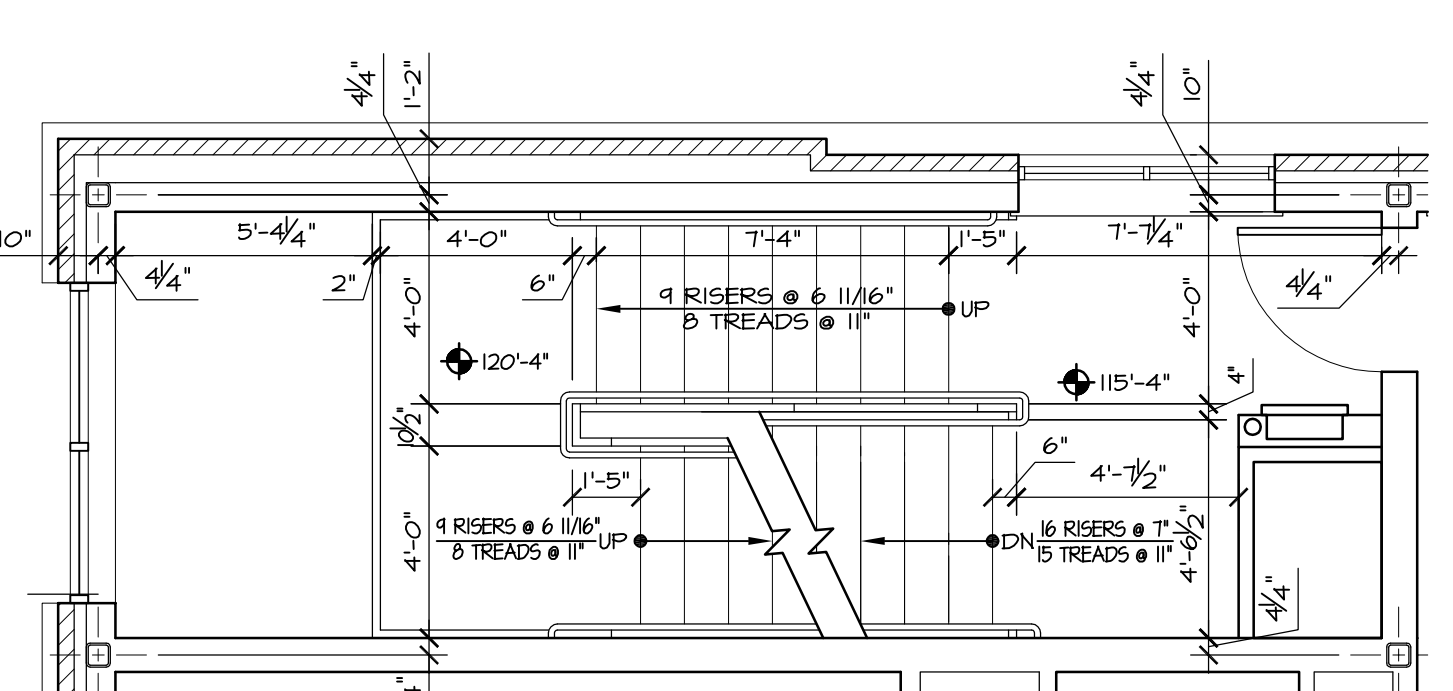 4¼"
1'-2"
4¼"
10"
10"
5'-4¼"
4'-0"
7'-4"
1'-5"
7'-7¼"
4¼"
2"
6"
4¼"
4'-0"
9 RISERS @ 6 11/16"
8 TREADS @ 11"
UP
4'-0"
120'-4"
115'-4"
4"
10½"
6"
1'-5"
4'-7½"
4'-0"
9 RISERS @ 6 11/16"
8 TREADS @ 11"
UP
DN
16 RISERS @ 7"
15 TREADS @ 11"
4'-6½"
4¼"